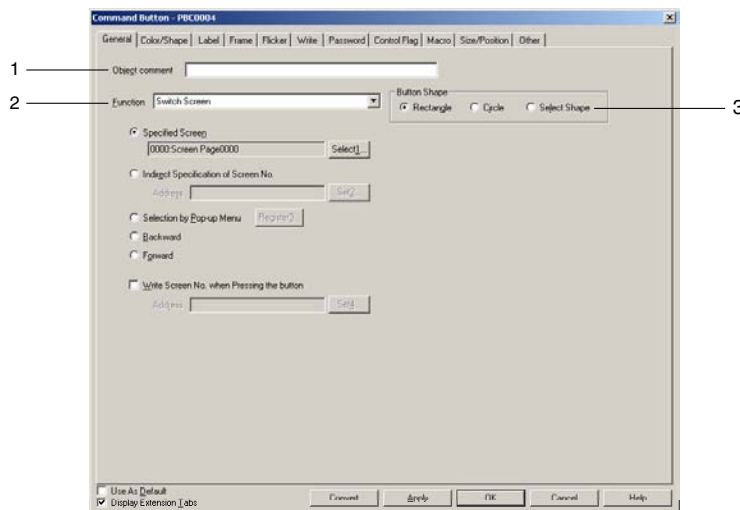 Command Button - PBC0004
General Color/Shape Label Frame Flicker Write Password Control Flag Macro Size/Position Other
1 Object comment
2 Function Switch Screen
Button Shape
Rectangle Circle Select Shape 3
Specified Screen
0000:Screen Page0000 Select1...
Indirect Specification of Screen No.
Address Set2...
Selection by Pop-up Menu Register3...
Backward
Forward
Write Screen No. when Pressing the button
Address Set4...
Use As Default
Display Extension Tabs
Convert Apply OK Cancel Help